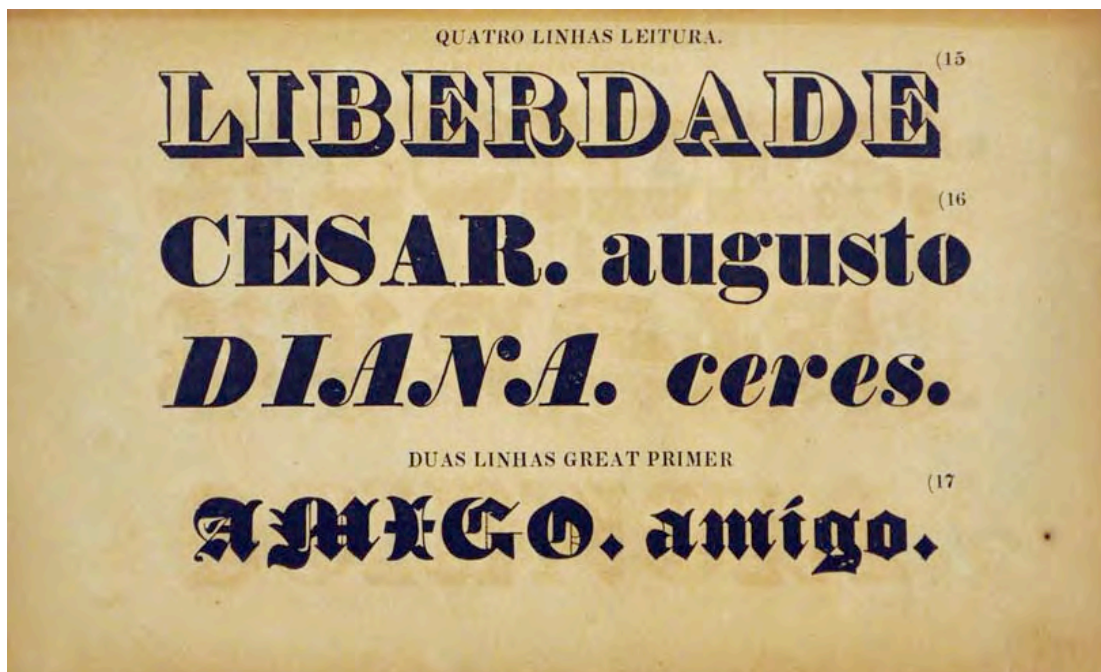 QUATRO LINHAS LEITURA.
(15
LIBERDADE
(16
CESAR. augusto
DIANA. ceres.
DUAS LINHAS GREAT PRIMER
(17
AMIGO. amigo.